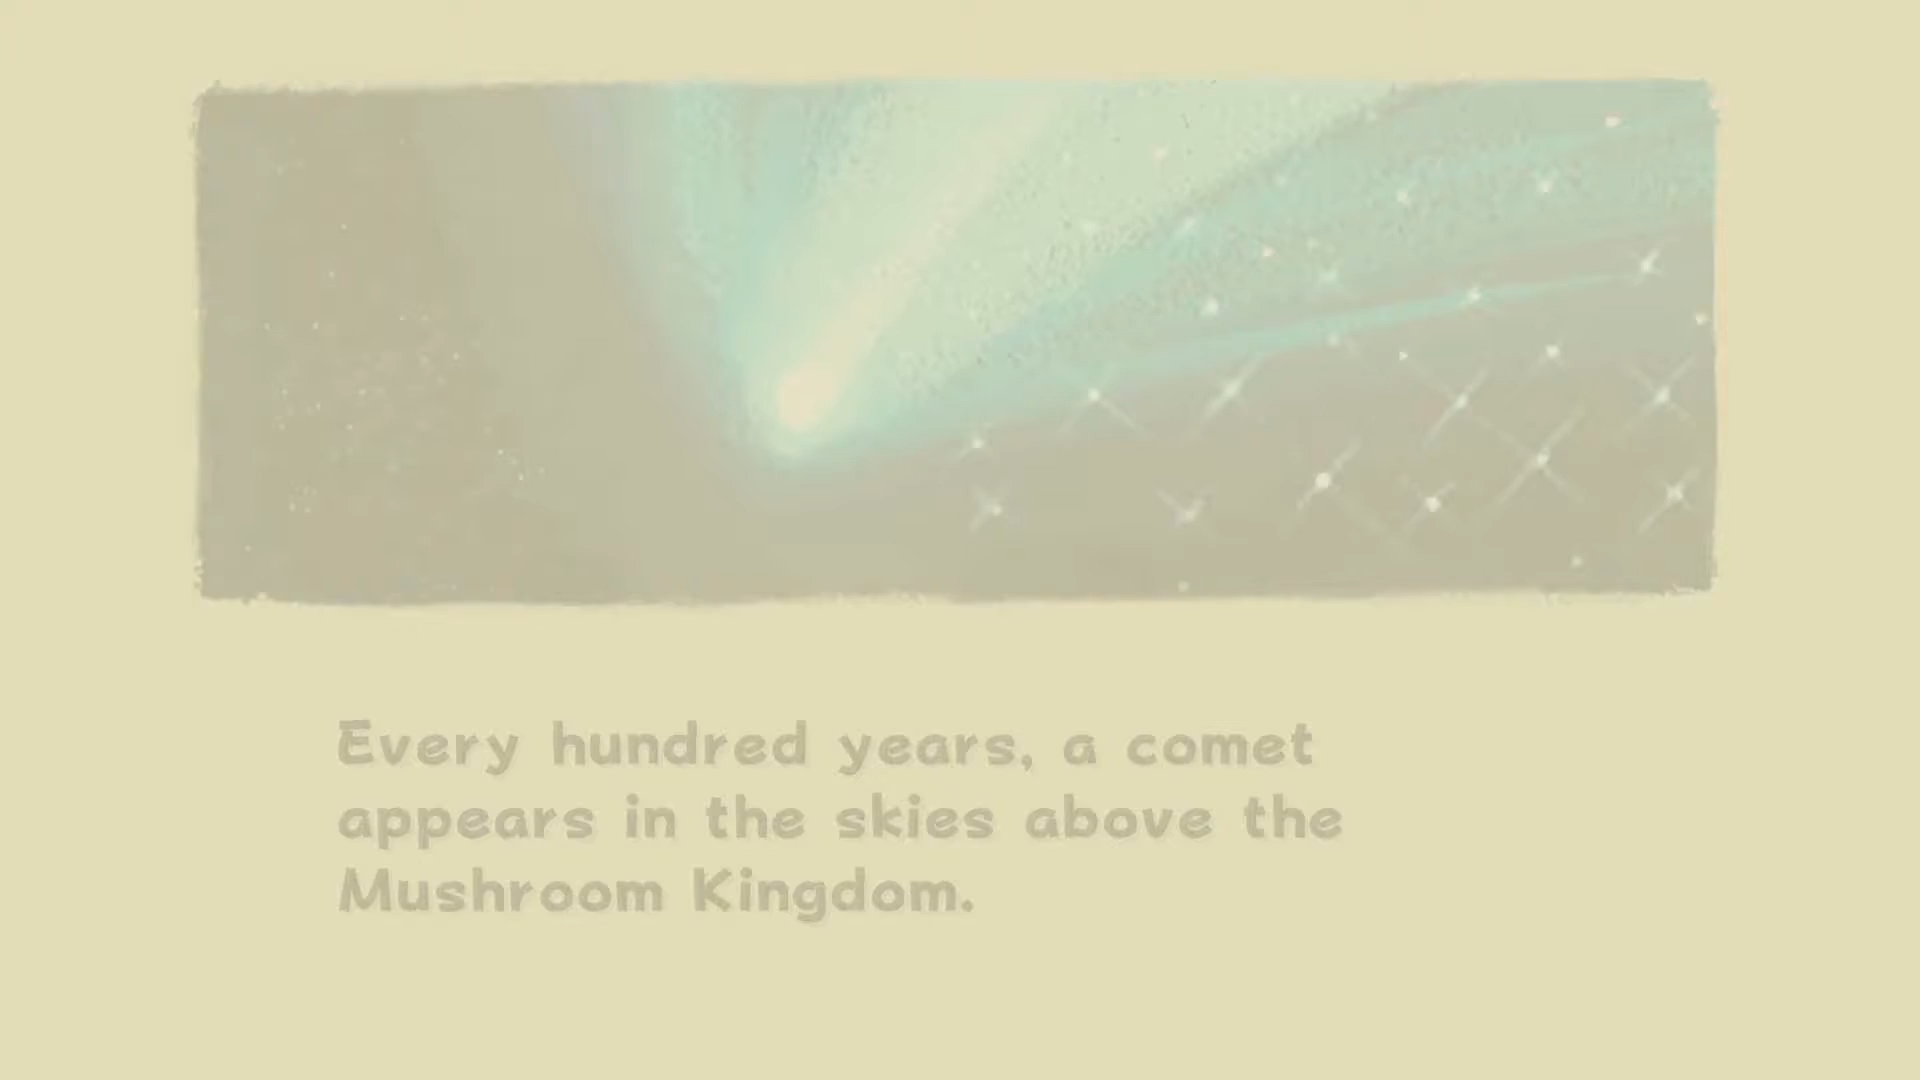 Every hundred years, a comet
appears in the skies above the
Mushroom Kingdom.